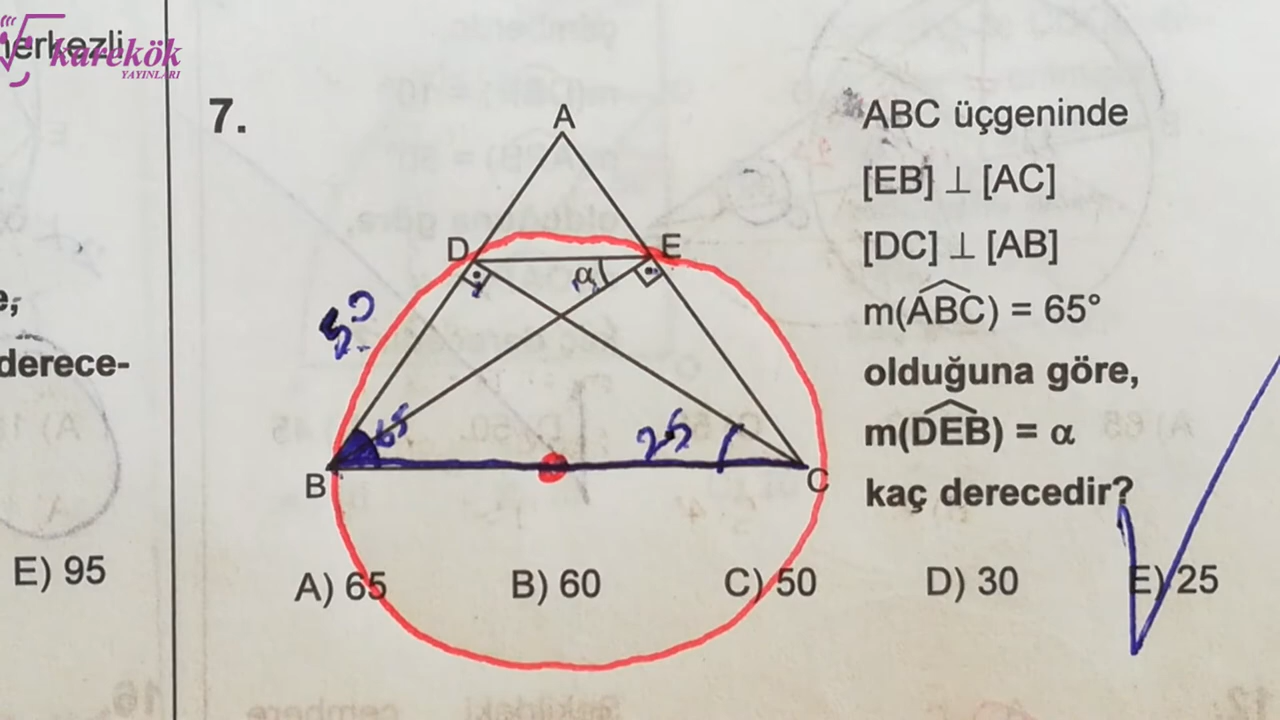 karekök
YAYINLARI
erkezli
derece-
E) 95
7.
ABC üçgeninde
[EB] ⊥ [AC]
[DC] ⊥ [AB]
m(ABC) = 65°
olduğuna göre,
m(DEB) = α
kaç derecedir?
A
D
E
α
50
65
25
B
C
A) 65
B) 60
C) 50
D) 30
E) 25